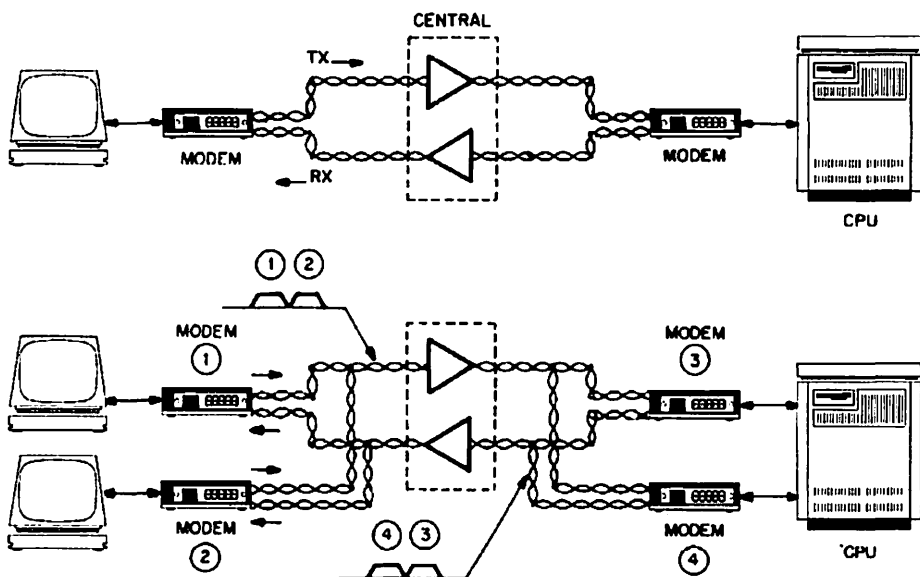 CENTRAL
TX
MODEM
RX
MODEM
CPU
1 2
MODEM
1
MODEM
3
MODEM
2
4 3
MODEM
4
CPU